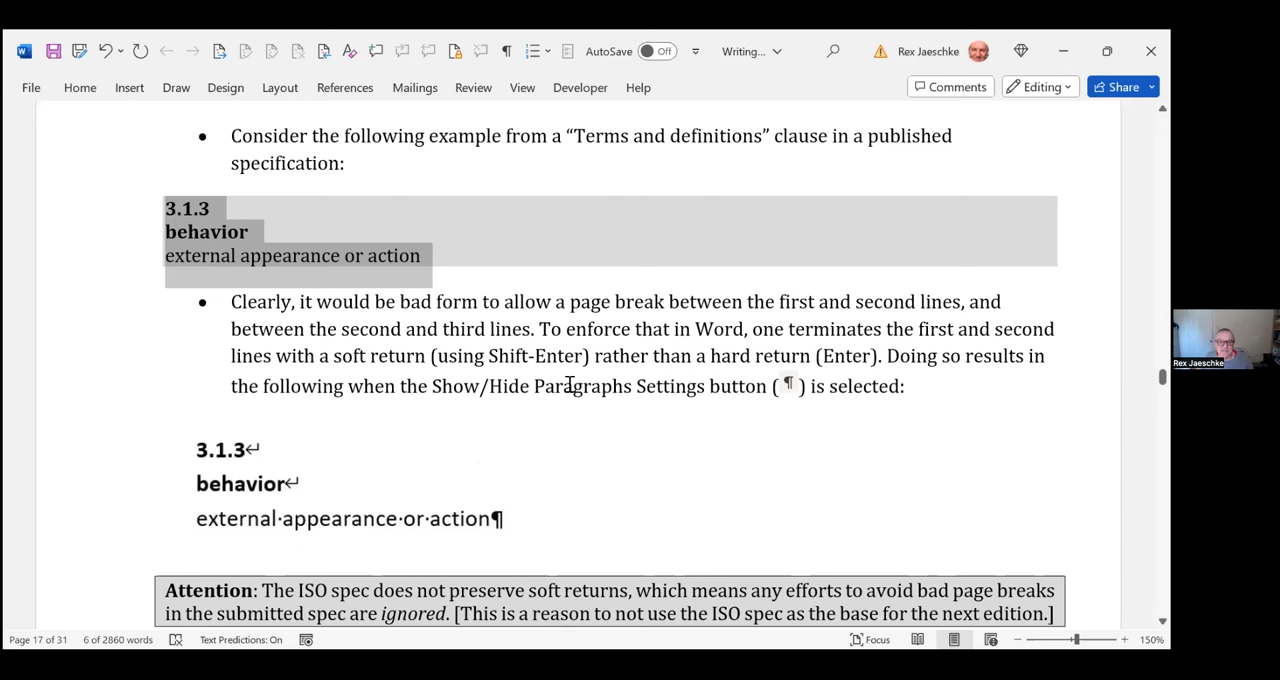 AutoSave Off Writing... Rex Jaeschke
File Home Insert Draw Design Layout References Mailings Review View Developer Help Comments Editing Share
• Consider the following example from a “Terms and definitions” clause in a published
specification:
3.1.3
behavior
external appearance or action
• Clearly, it would be bad form to allow a page break between the first and second lines, and
between the second and third lines. To enforce that in Word, one terminates the first and second
lines with a soft return (using Shift-Enter) rather than a hard return (Enter). Doing so results in
the following when the Show/Hide Paragraphs Settings button ( ¶ ) is selected:
Rex Jaeschke
3.1.3↵
behavior↵
external·appearance·or·action¶
Attention: The ISO spec does not preserve soft returns, which means any efforts to avoid bad page breaks
in the submitted spec are ignored. [This is a reason to not use the ISO spec as the base for the next edition.]
Page 17 of 31 6 of 2860 words Text Predictions: On Focus 150%